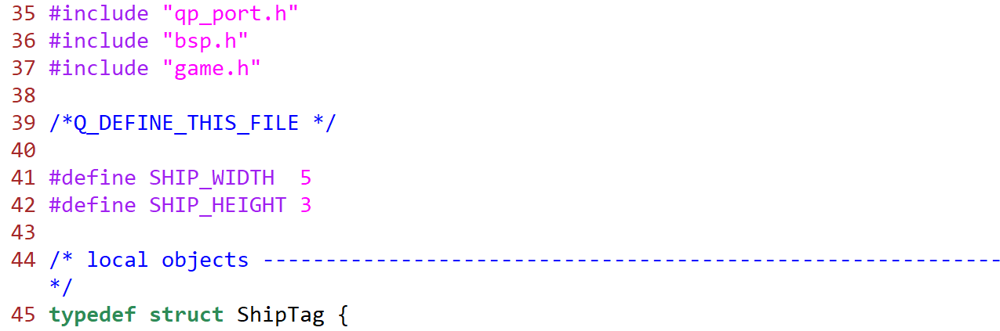 35 #include "qp_port.h"
36 #include "bsp.h"
37 #include "game.h"
38
39 /*Q_DEFINE_THIS_FILE */
40
41 #define SHIP_WIDTH  5
42 #define SHIP_HEIGHT 3
43
44 /* local objects -----------------------------------------------------------
*/
45 typedef struct ShipTag {